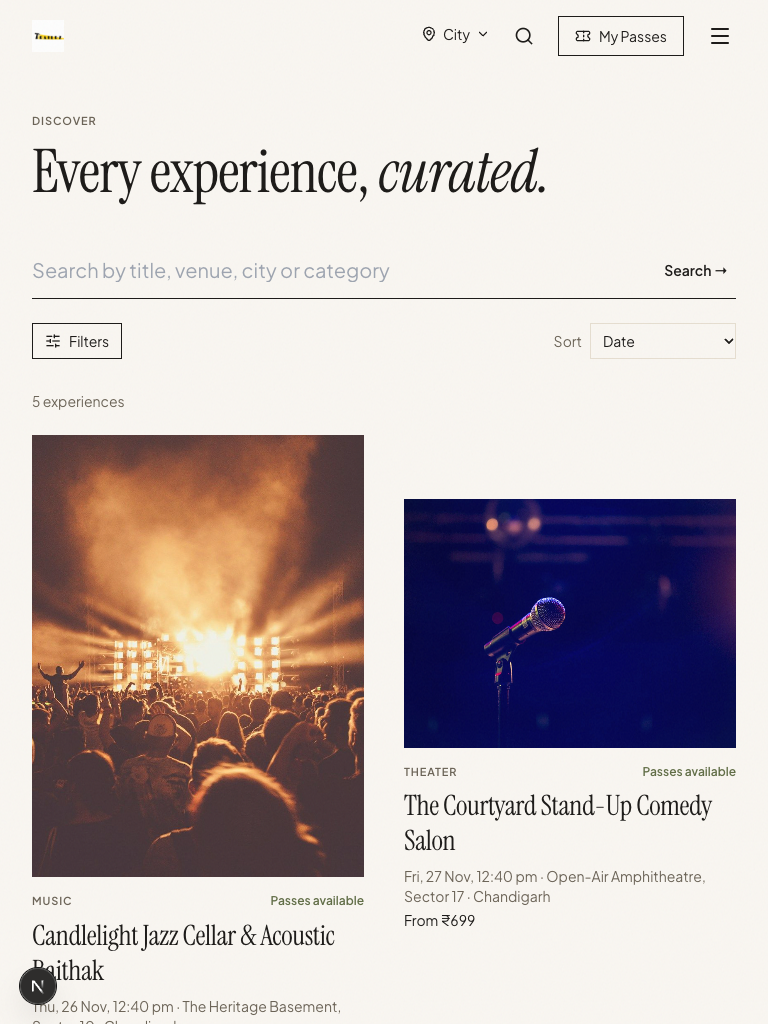 City
My Passes
DISCOVER
Every experience, curated.
Search by title, venue, city or category
Search →
Filters
Sort
Date
5 experiences
MUSIC
Passes available
Candlelight Jazz Cellar & Acoustic
Baithak
Thu, 26 Nov, 12:40 pm · The Heritage Basement,
THEATER
Passes available
The Courtyard Stand-Up Comedy
Salon
Fri, 27 Nov, 12:40 pm · Open-Air Amphitheatre,
Sector 17 · Chandigarh
From ₹699
N